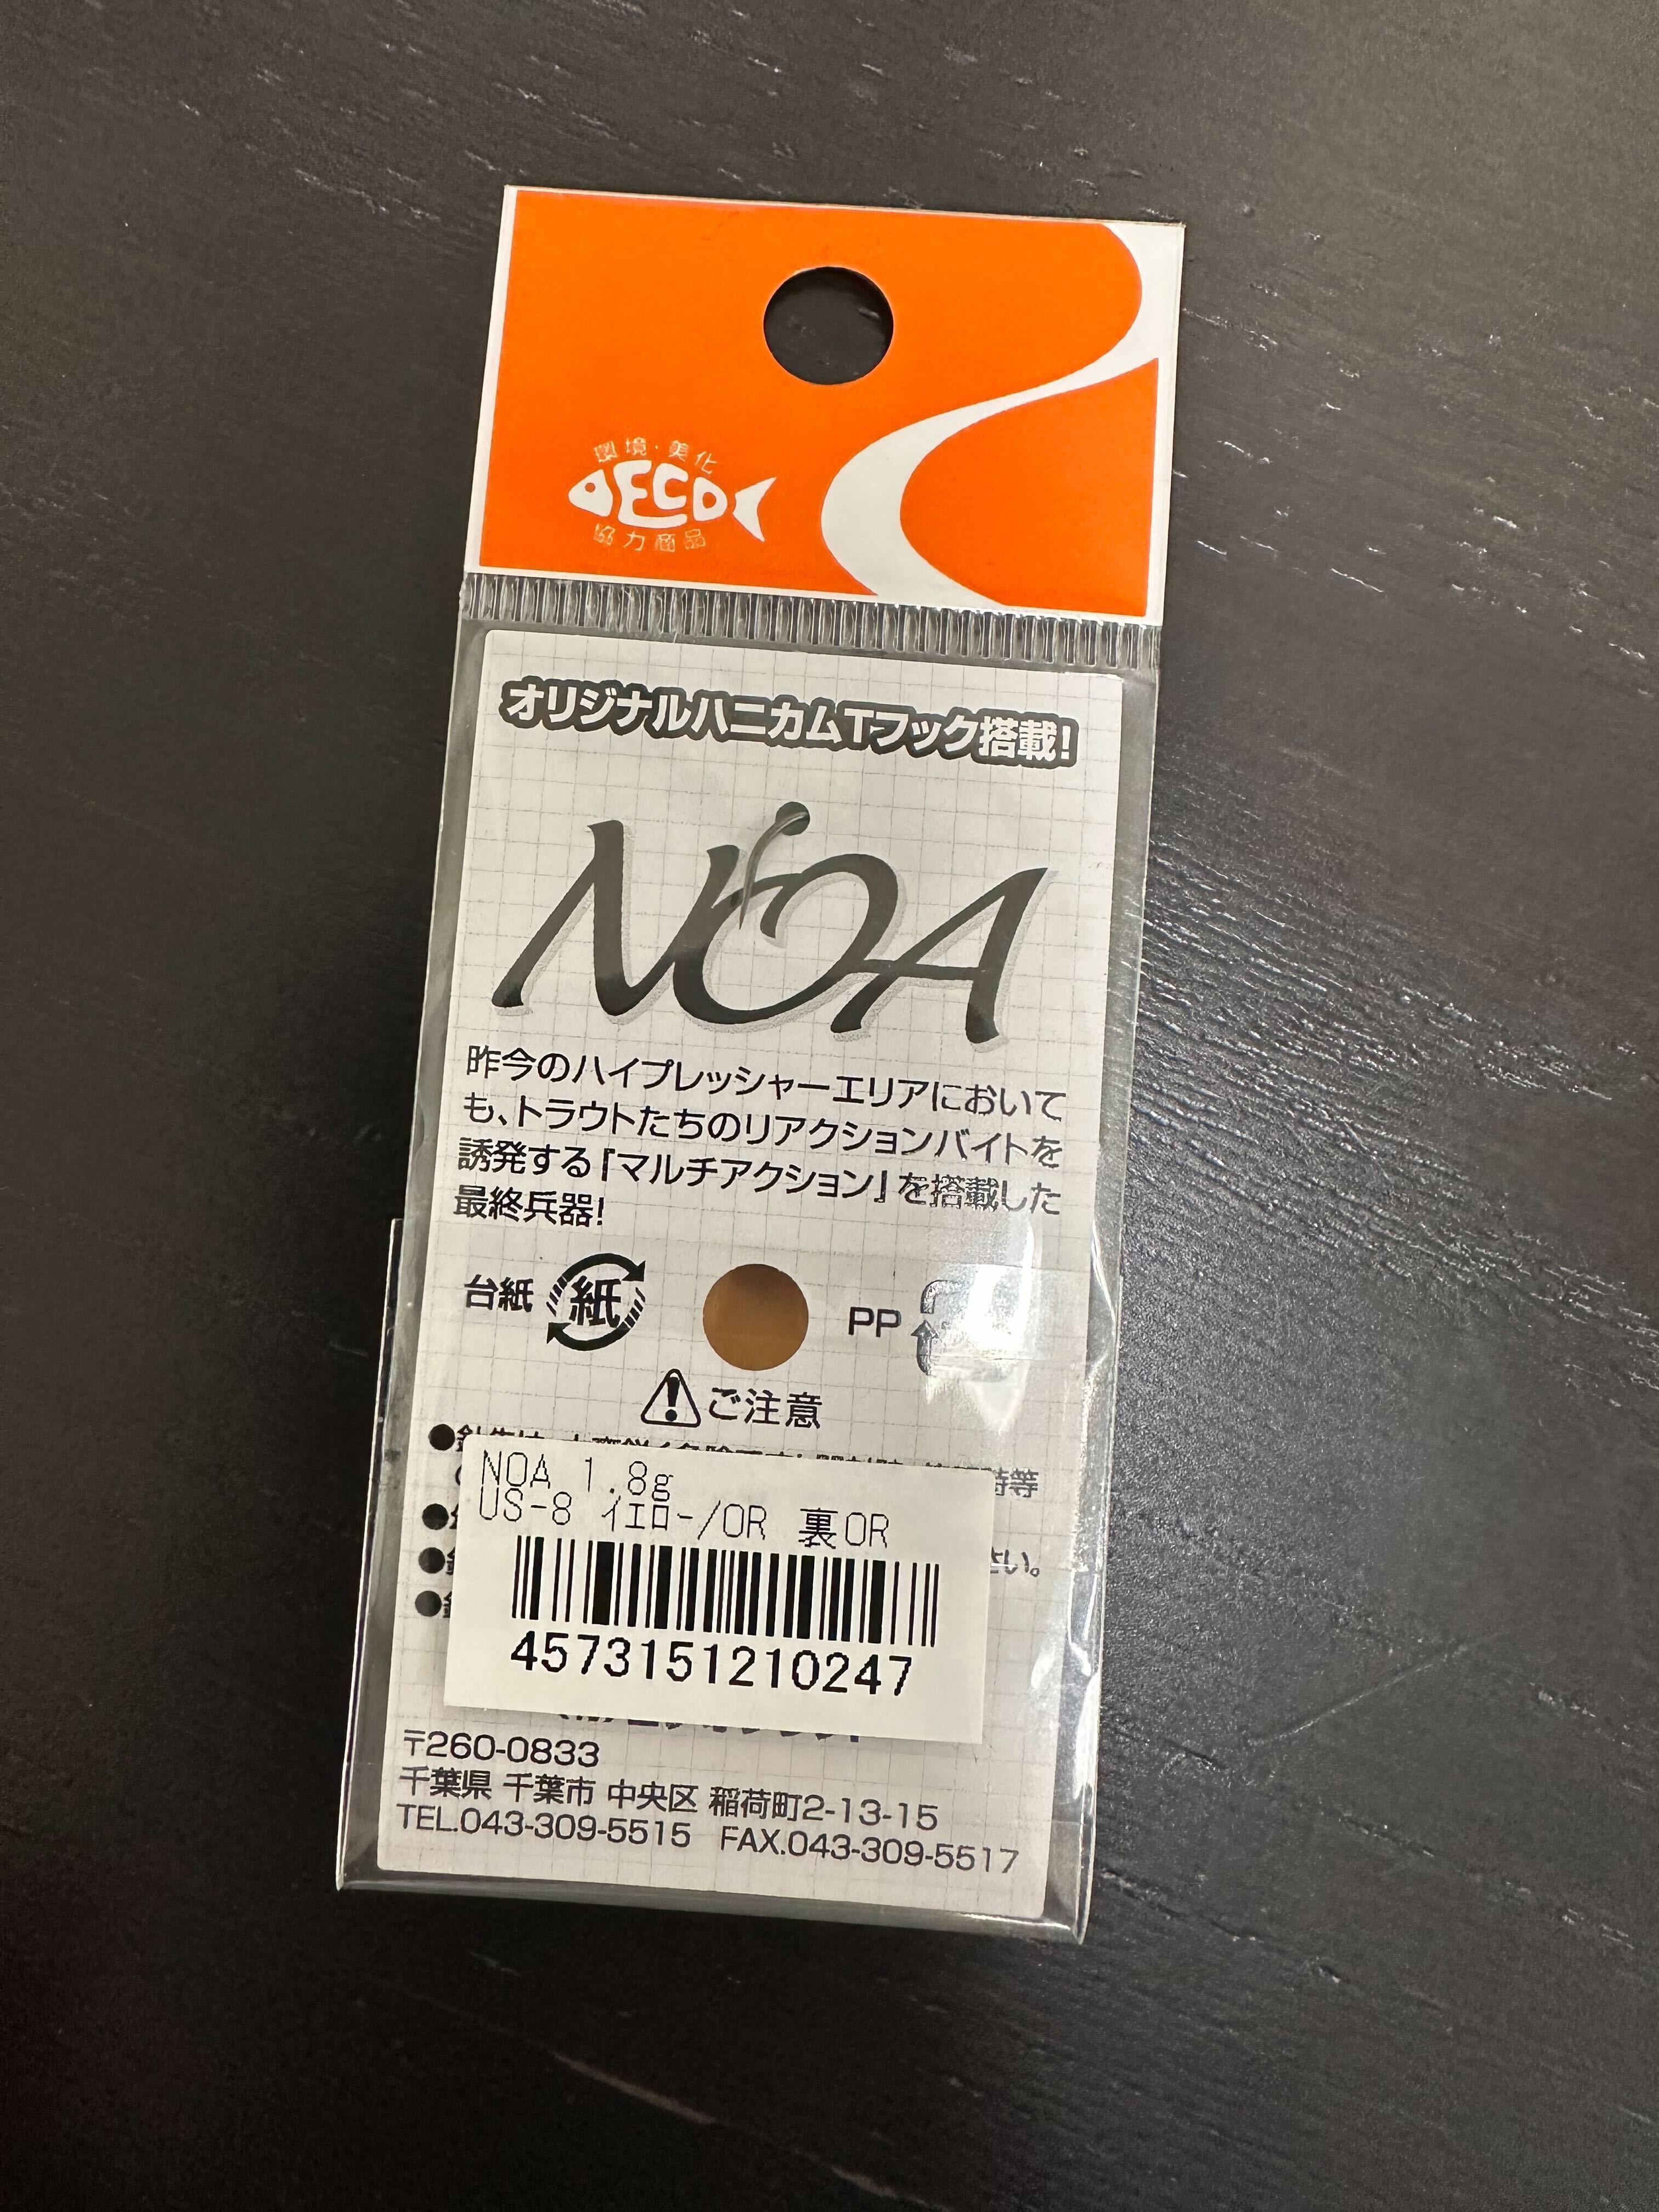 環境・美化
ECO
協力商品
オリジナルハニカムTフック搭載!
NOA
昨今のハイプレッシャーエリアにおいて
も、トラウトたちのリアクションバイトを
誘発する『マルチアクション』を搭載した
最終兵器!
台紙 紙 PP
ご注意
時等
さい。
NOA 1.8g
US-8 イエロー/OR 裏OR
4573151210247
〒260-0833
千葉県 千葉市 中央区 稲荷町2-13-15
TEL.043-309-5515 FAX.043-309-5517